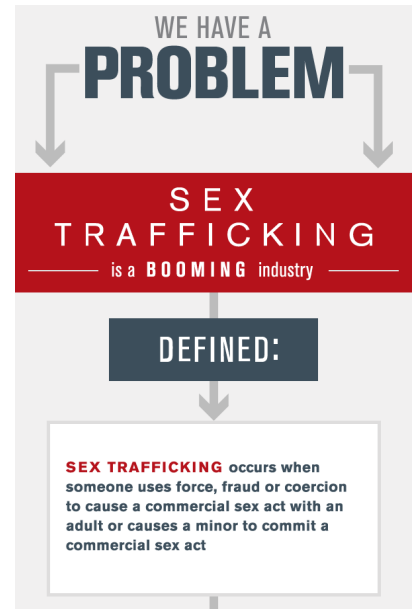 WE HAVE A
PROBLEM
SEX
TRAFFICKING
is a BOOMING industry
DEFINED:
SEX TRAFFICKING occurs when
someone uses force, fraud or coercion
to cause a commercial sex act with an
adult or causes a minor to commit a
commercial sex act